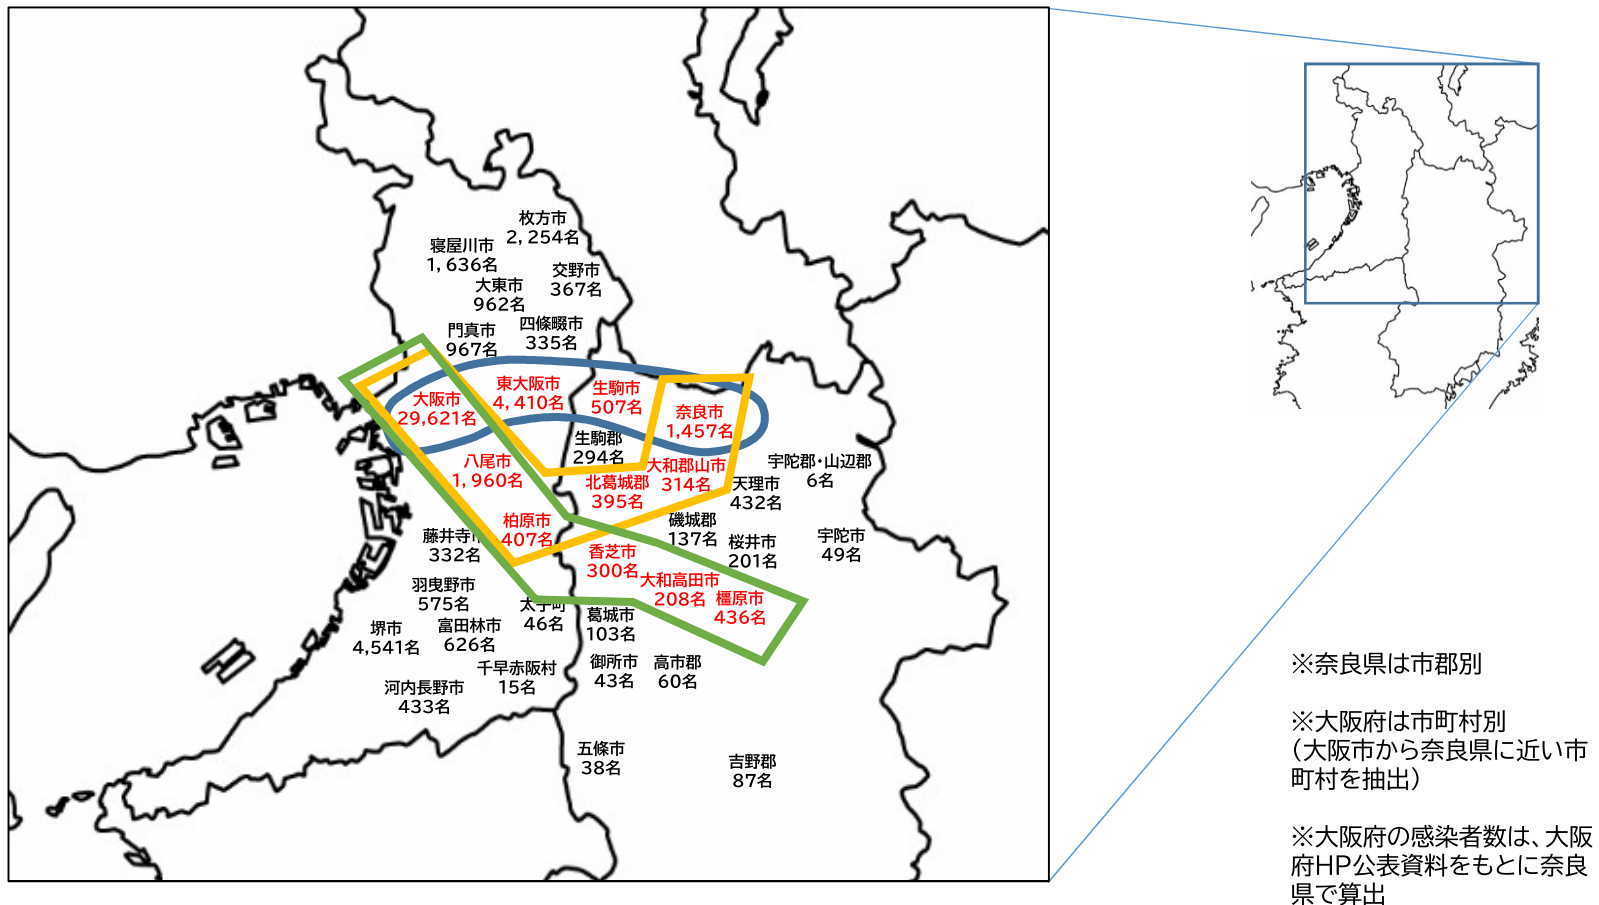 枚方市
2,254名
寝屋川市
1,636名
交野市
367名
大東市
962名
四條畷市
335名
門真市
967名
大阪市
29,621名
東大阪市
4,410名
生駒市
507名
奈良市
1,457名
生駒郡
294名
八尾市
1,960名
北葛城郡
395名
大和郡山市
314名
宇陀郡・山辺郡
6名
天理市
432名
柏原市
407名
藤井寺市
332名
磯城郡
137名
桜井市
201名
宇陀市
49名
香芝市
300名
大和高田市
208名
橿原市
436名
羽曳野市
575名
太子町
46名
葛城市
103名
堺市
4,541名
富田林市
626名
千早赤阪村
15名
御所市
43名
高市郡
60名
河内長野市
433名
五條市
38名
吉野郡
87名
※奈良県は市郡別
※大阪府は市町村別
(大阪市から奈良県に近い市
町村を抽出)
※大阪府の感染者数は、大阪
府HP公表資料をもとに奈良
県で算出